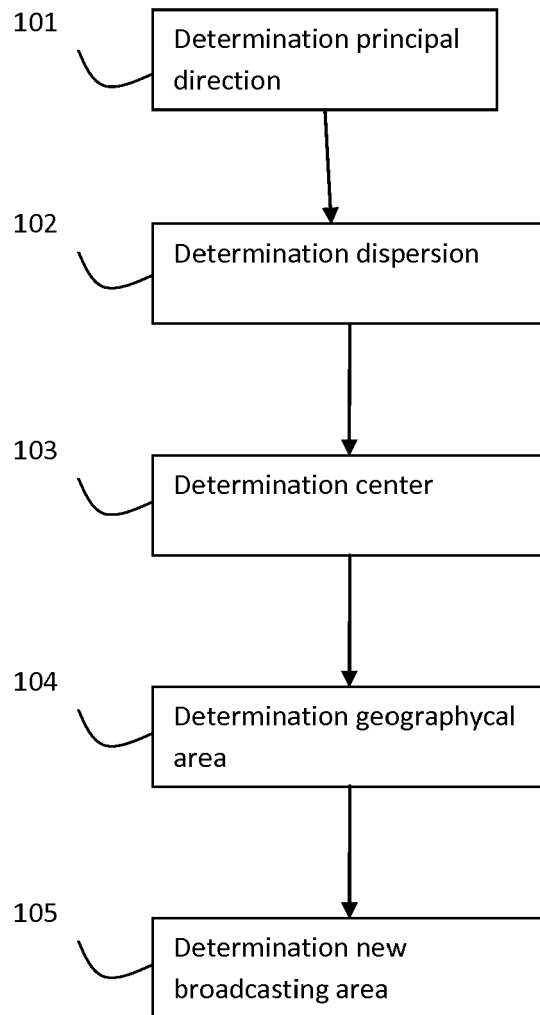 101
Determination principal
direction
102
Determination dispersion
103
Determination center
104
Determination geographycal
area
105
Determination new
broadcasting area